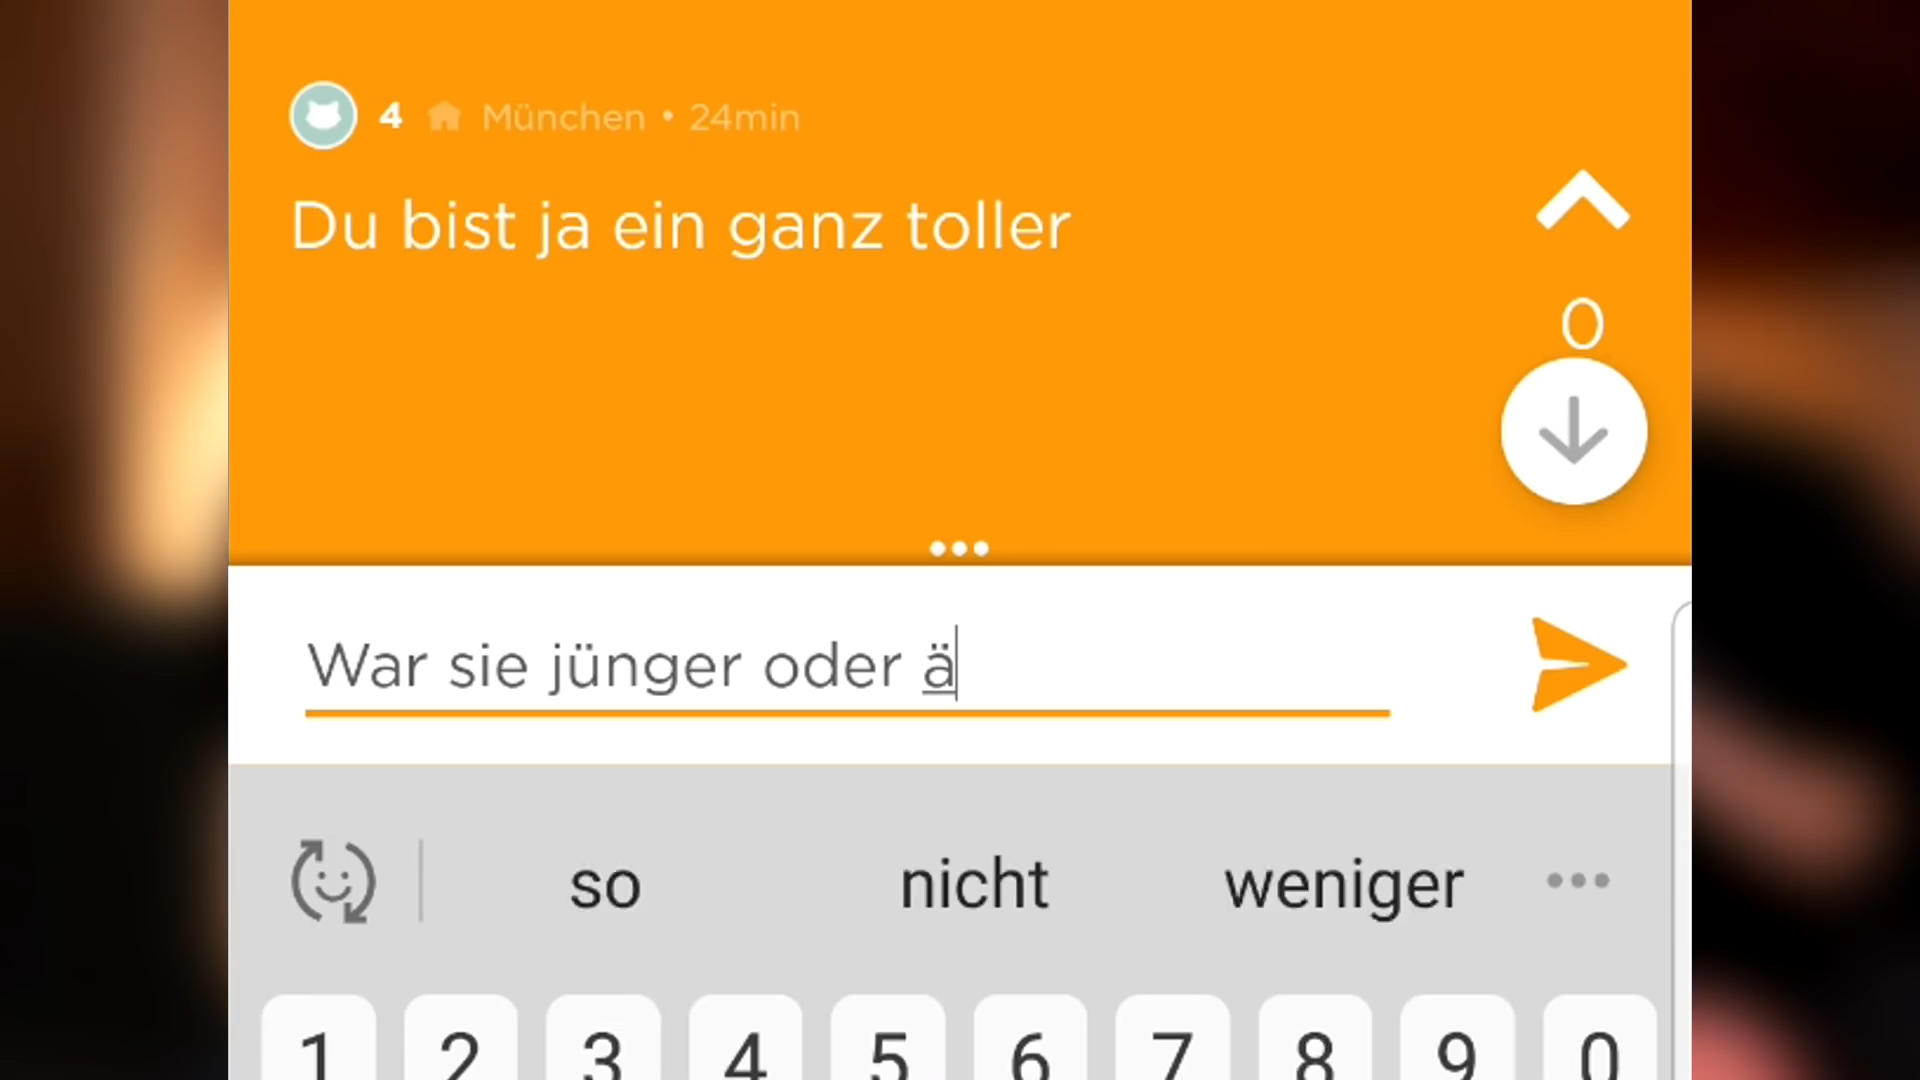 4 München • 24min
Du bist ja ein ganz toller
0
War sie jünger oder ä
so nicht weniger
1 2 3 4 5 6 7 8 9 0